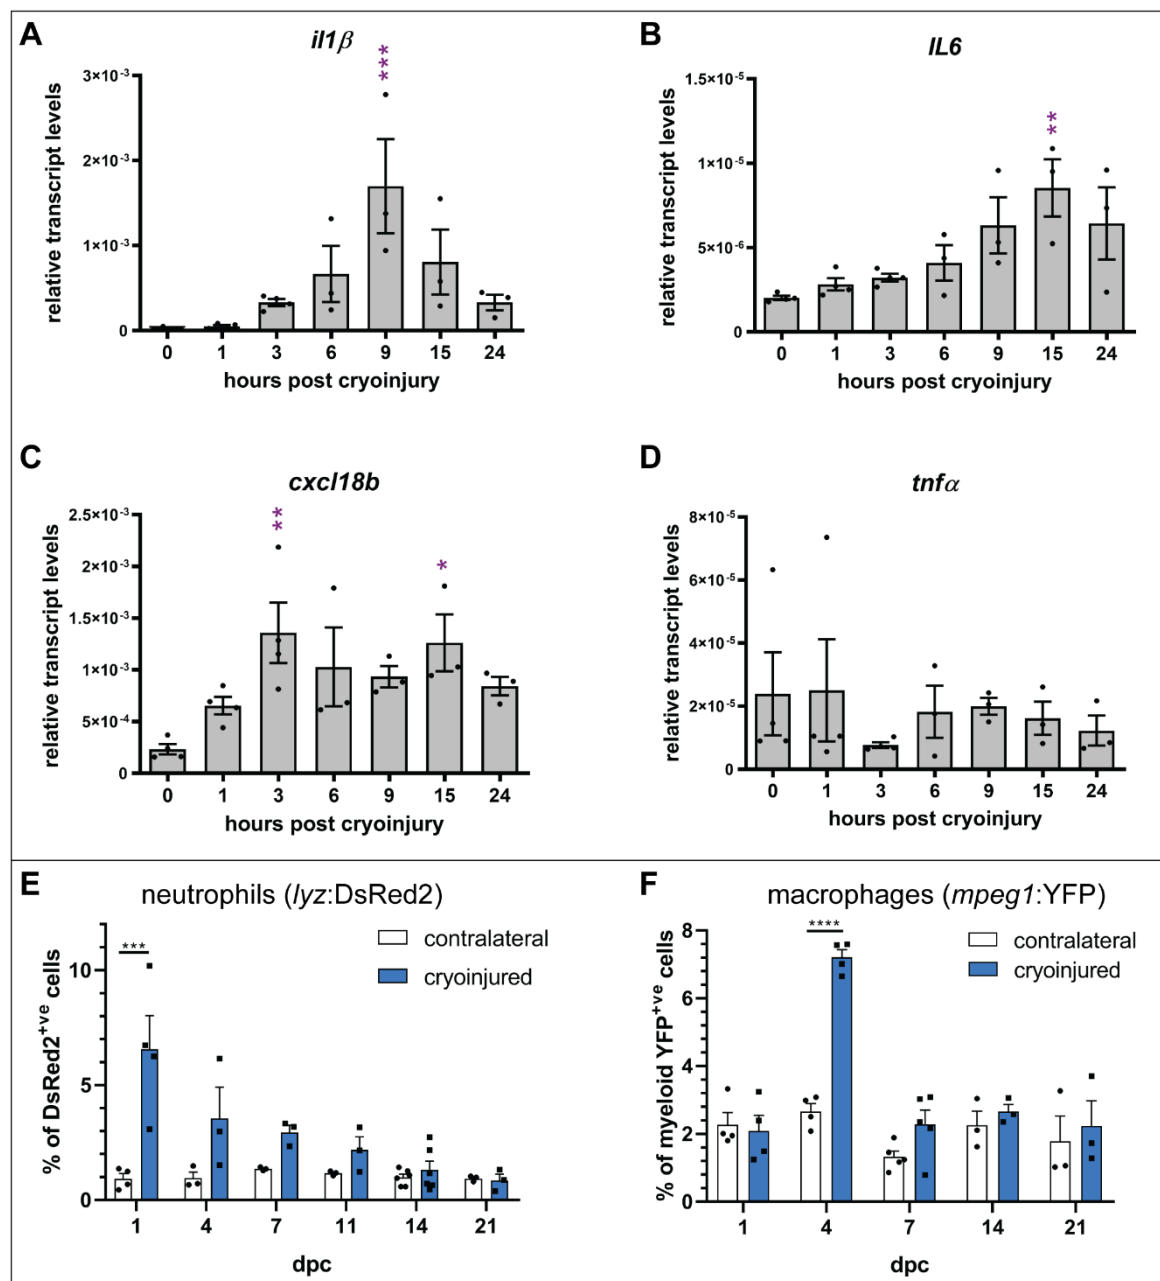 A
il1β
***
relative transcript levels
3×10-3
2×10-3
1×10-3
0
0 1 3 6 9 15 24
hours post cryoinjury
B
IL6
**
relative transcript levels
1.5×10-5
1×10-5
5×10-6
0
0 1 3 6 9 15 24
hours post cryoinjury
C
cxcl18b
**
*
relative transcript levels
2.5×10-3
2×10-3
1.5×10-3
1×10-3
5×10-4
0
0 1 3 6 9 15 24
hours post cryoinjury
D
tnfα
relative transcript levels
8×10-5
6×10-5
4×10-5
2×10-5
0
0 1 3 6 9 15 24
hours post cryoinjury
E
neutrophils (lyz:DsRed2)
***
contralateral
cryoinjured
% of DsRed2+ve cells
10
5
0
1 4 7 11 14 21
dpc
F
macrophages (mpeg1:YFP)
****
contralateral
cryoinjured
% of myeloid YFP+ve cells
8
6
4
2
0
1 4 7 14 21
dpc